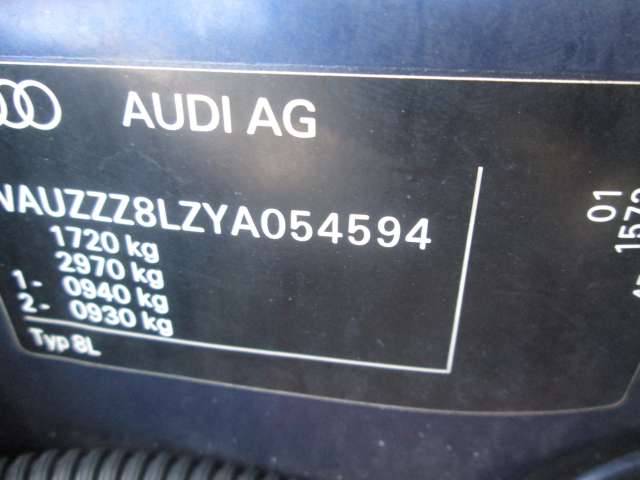 AUDI AG
WAUZZZ8LZYA054594
1720 kg
2970 kg
1- 0940 kg
2- 0930 kg
Typ 8L
01